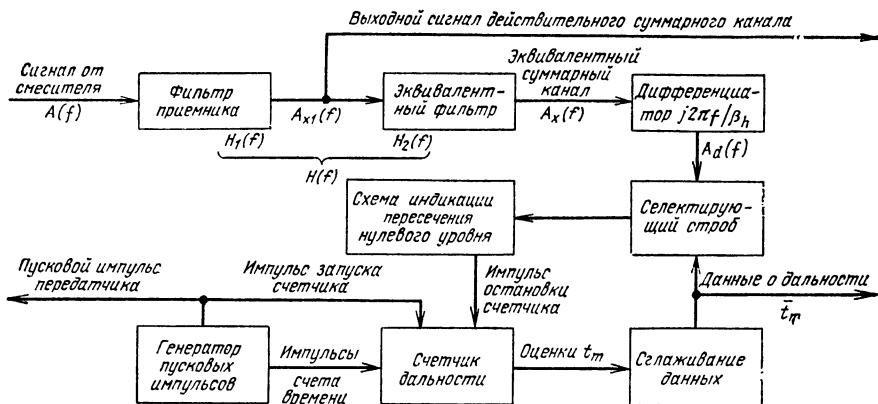 Выходной сигнал действительного суммарного канала
Сигнал от
смесителя
A(f)
Фильтр
приемника
A_{x1}(f)
Эквивалент-
ный фильтр
Эквивалентный
суммарный
канал
A_x(f)
Дифференциа-
тор j2πf/β_h
H_1(f)
H_2(f)
H(f)
A_d(f)
Схема индикации
пересечения
нулевого уровня
Селектирую-
щий строб
Пусковой импульс
передатчика
Импульс запуска
счетчика
Импульс
остановки
счетчика
Данные о дальности
t̄_m
Генератор
пусковых
импульсов
Импульсы
счета
времени
Счетчик
дальности
Оценки t_m
Сглаживание
данных